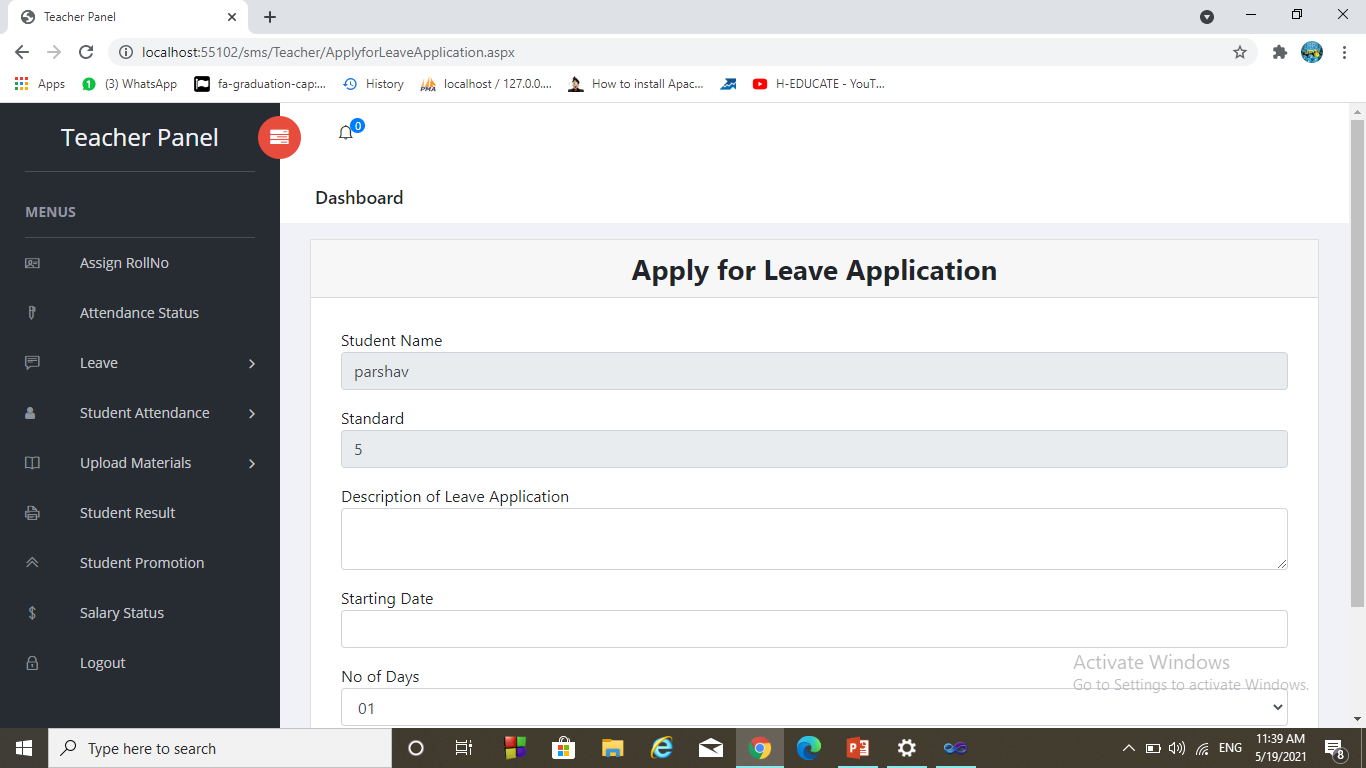 Teacher Panel
localhost:55102/sms/Teacher/ApplyforLeaveApplication.aspx
Apps
1
(3) WhatsApp
fa-graduation-cap:...
History
PMA
localhost / 127.0.0....
How to install Apac...
H-EDUCATE - YouT...
Teacher Panel
0
Dashboard
MENUS
Assign RollNo
Attendance Status
Leave
Student Attendance
Upload Materials
Student Result
Student Promotion
Salary Status
Logout
Apply for Leave Application
Student Name
parshav
Standard
5
Description of Leave Application
Starting Date
No of Days
01
Activate Windows
Go to Settings to activate Windows.
Type here to search
ENG
11:39 AM
5/19/2021
8